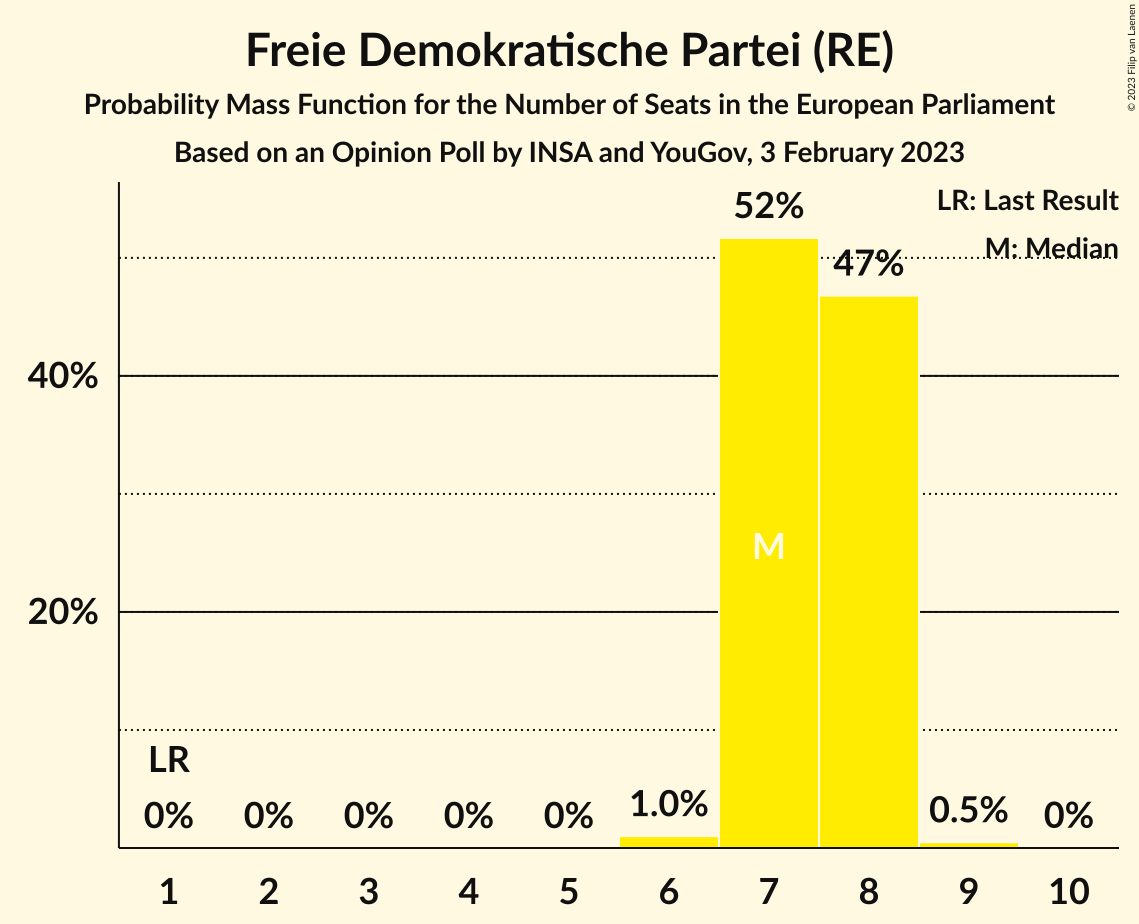 Freie Demokratische Partei (RE)
Probability Mass Function for the Number of Seats in the European Parliament
Based on an Opinion Poll by INSA and YouGov, 3 February 2023
© 2023 Filip van Laenen
LR: Last Result
M: Median
52%
47%
40%
M
20%
LR
0%
0%
0%
0%
0%
1.0%
0.5%
0%
1
2
3
4
5
6
7
8
9
10